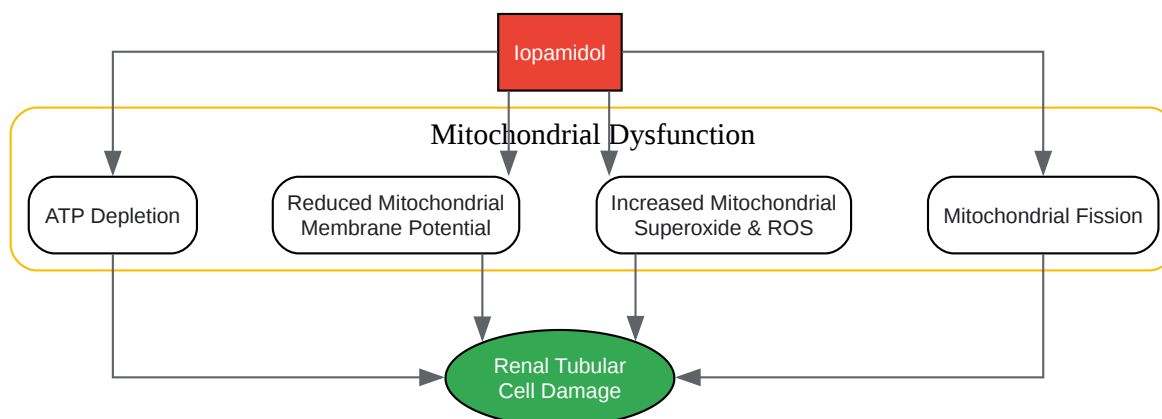 Iopamidol
Mitochondrial Dysfunction
ATP Depletion
Reduced Mitochondrial
Membrane Potential
Increased Mitochondrial
Superoxide & ROS
Mitochondrial Fission
Renal Tubular
Cell Damage